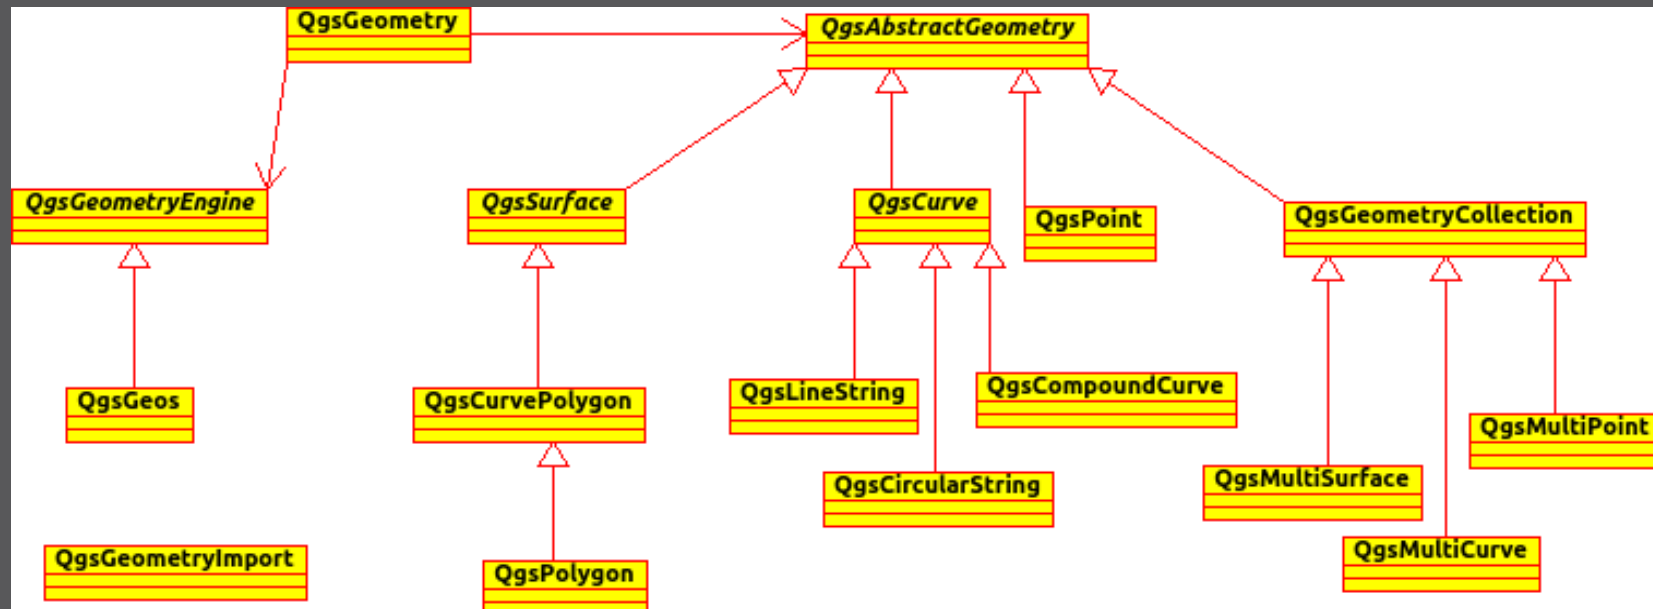 QgsGeometry
QgsAbstractGeometry
QgsGeometryEngine
QgsSurface
QgsCurve
QgsPoint
QgsGeometryCollection
QgsGeos
QgsCurvePolygon
QgsLineString
QgsCompoundCurve
QgsMultiPoint
QgsCircularString
QgsMultiSurface
QgsGeometryImport
QgsPolygon
QgsMultiCurve